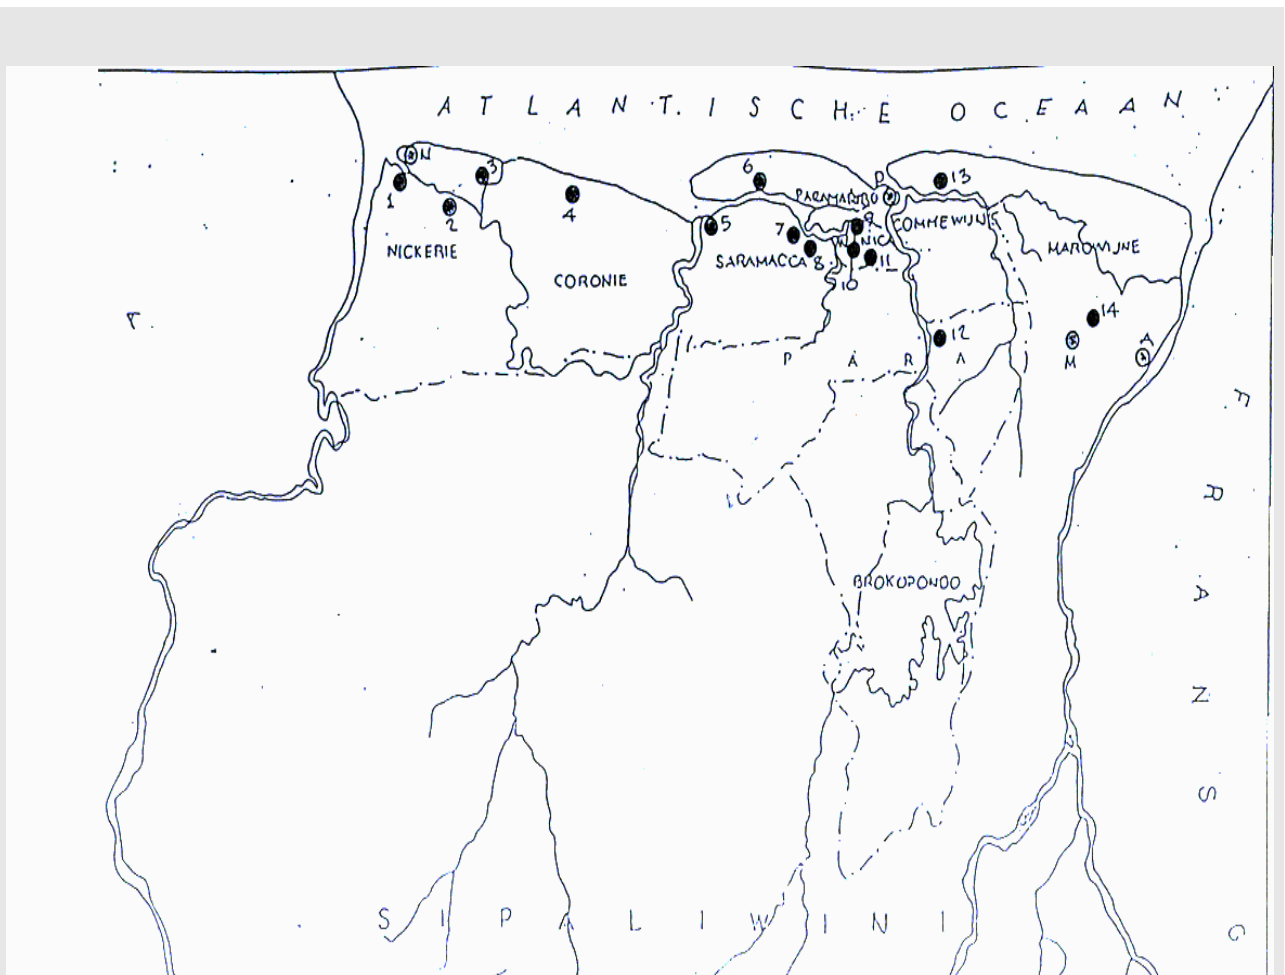 ATLANTISCHE OCEAAN
N
3
1
2
4
NICKERIE
CORONIE
6
5
7
8
SARAMACCA
PARAMARIBO
P
9
10
11
13
COMMEWIJNE
MAROWIJNE
14
12
M
A
PARA
BROKOPONDO
SIPALIWINI
FRANS
G